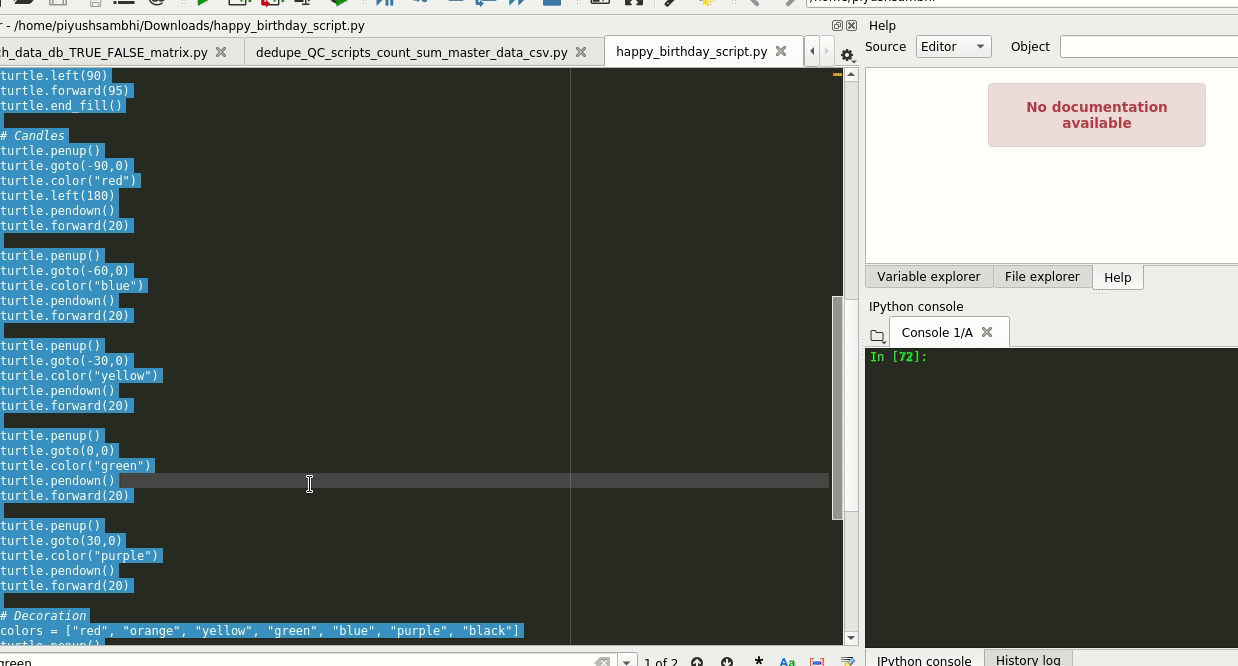 r - /home/piyushsambhi/Downloads/happy_birthday_script.py
ch_data_db_TRUE_FALSE_matrix.py
dedupe_QC_scripts_count_sum_master_data_csv.py
happy_birthday_script.py
turtle.left(90)
turtle.forward(95)
turtle.end_fill()
# Candles
turtle.penup()
turtle.goto(-90,0)
turtle.color("red")
turtle.left(180)
turtle.pendown()
turtle.forward(20)
turtle.penup()
turtle.goto(-60,0)
turtle.color("blue")
turtle.pendown()
turtle.forward(20)
turtle.penup()
turtle.goto(-30,0)
turtle.color("yellow")
turtle.pendown()
turtle.forward(20)
turtle.penup()
turtle.goto(0,0)
turtle.color("green")
turtle.pendown()
turtle.forward(20)
turtle.penup()
turtle.goto(30,0)
turtle.color("purple")
turtle.pendown()
turtle.forward(20)
# Decoration
colors = ["red", "orange", "yellow", "green", "blue", "purple", "black"]
green
1 of 2
Aa
Help
Source Editor Object
No documentation
available
Variable explorer File explorer Help
IPython console
Console 1/A
In [72]:
IPython console History log